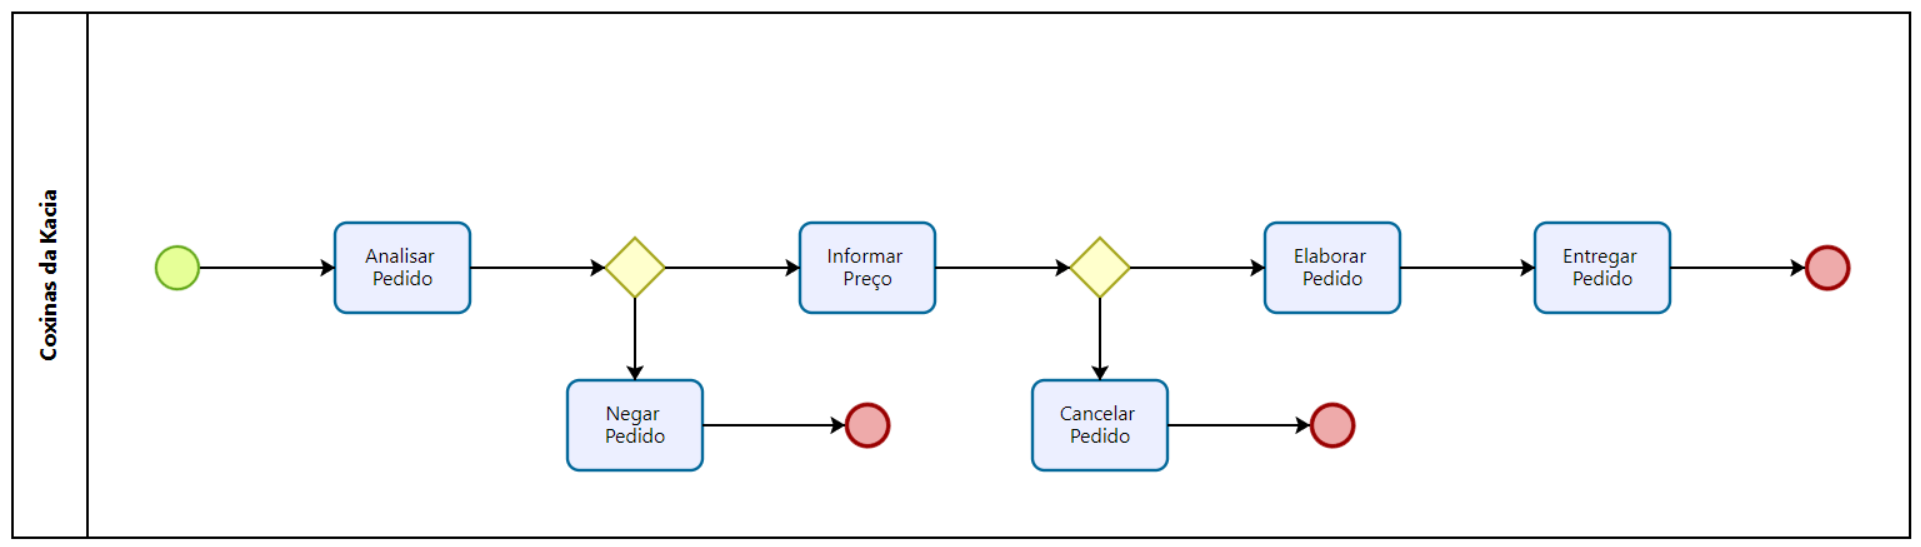 Coxinas da Kacia
Analisar
Pedido
Informar
Preço
Elaborar
Pedido
Entregar
Pedido
Negar
Pedido
Cancelar
Pedido